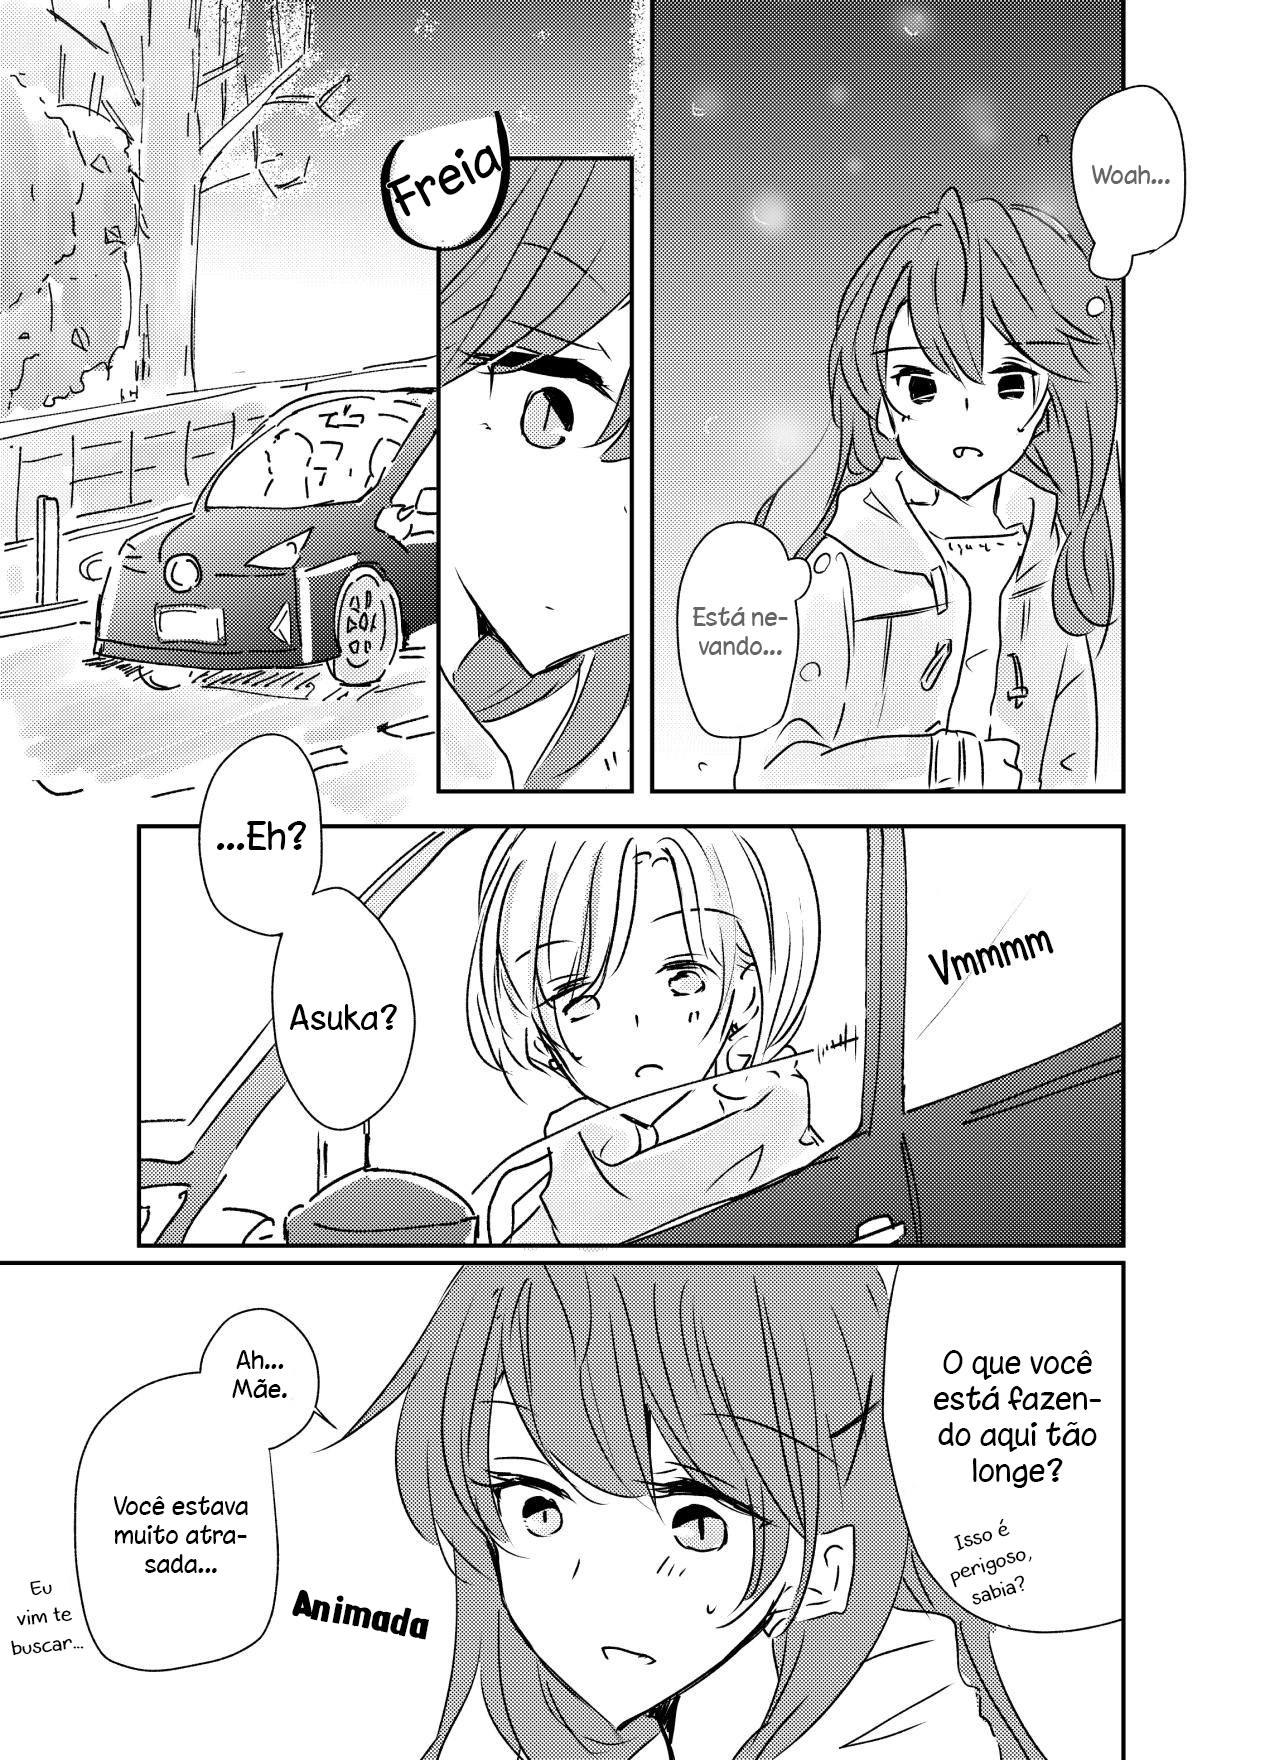 Woah...
Está ne-
vando...
Freia
...Eh?
Asuka?
Vmmmm
O que você
está fazen-
do aqui tão
longe?
Isso é
perigoso,
sabia?
Ah...
Mãe.
Você estava
muito atra-
sada...
Animada
Eu
vim te
buscar...